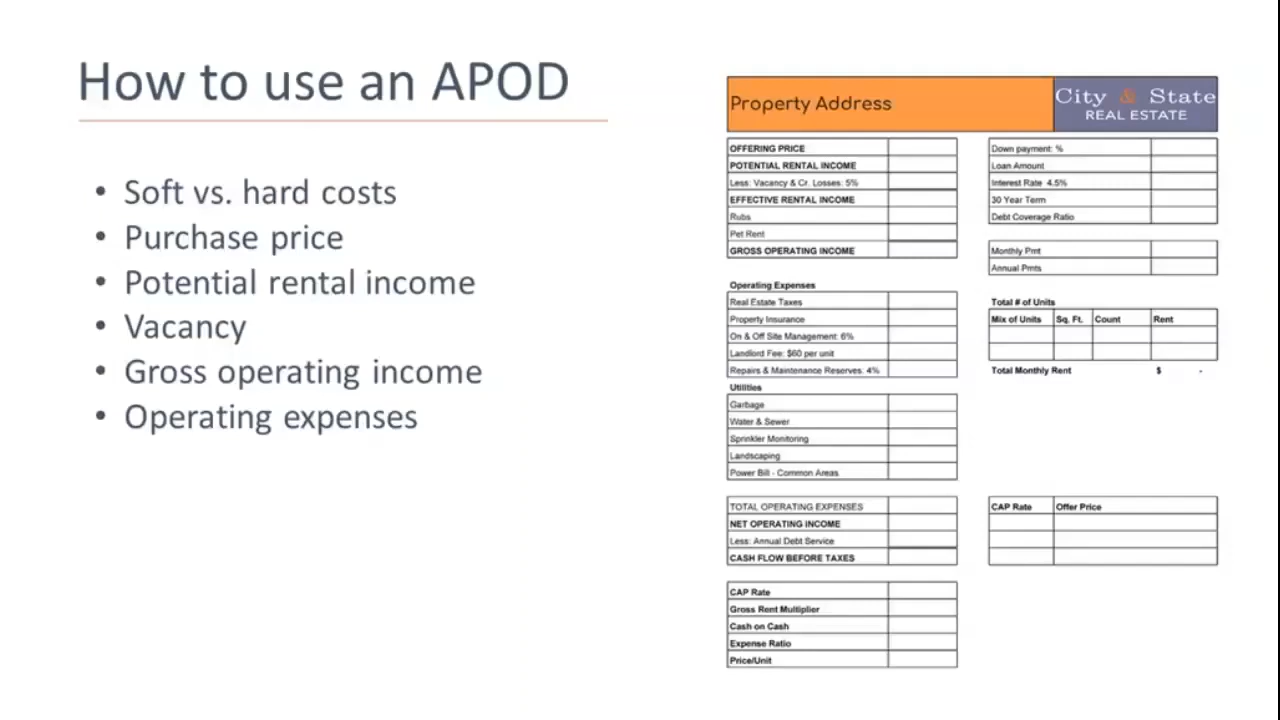 How to use an APOD
• Soft vs. hard costs
• Purchase price
• Potential rental income
• Vacancy
• Gross operating income
• Operating expenses
Property Address
City & State
REAL ESTATE
OFFERING PRICE
POTENTIAL RENTAL INCOME
Less: Vacancy & Cr. Losses: 5%
EFFECTIVE RENTAL INCOME
Rubs
Pet Rent
GROSS OPERATING INCOME
Operating Expenses
Real Estate Taxes
Property Insurance
On & Off Site Management: 6%
Landlord Fee: $60 per unit
Repairs & Maintenance Reserves: 4%
Utilities
Garbage
Water & Sewer
Sprinkler Monitoring
Landscaping
Power Bill - Common Areas
TOTAL OPERATING EXPENSES
NET OPERATING INCOME
Less: Annual Debt Service
CASH FLOW BEFORE TAXES
CAP Rate
Gross Rent Multiplier
Cash on Cash
Expense Ratio
Price/Unit
Down payment: %
Loan Amount
Interest Rate 4.5%
30 Year Term
Debt Coverage Ratio
Monthly Pmt
Annual Pmts
Total # of Units
Mix of Units Sq. Ft. Count Rent
Total Monthly Rent $ -
CAP Rate Offer Price